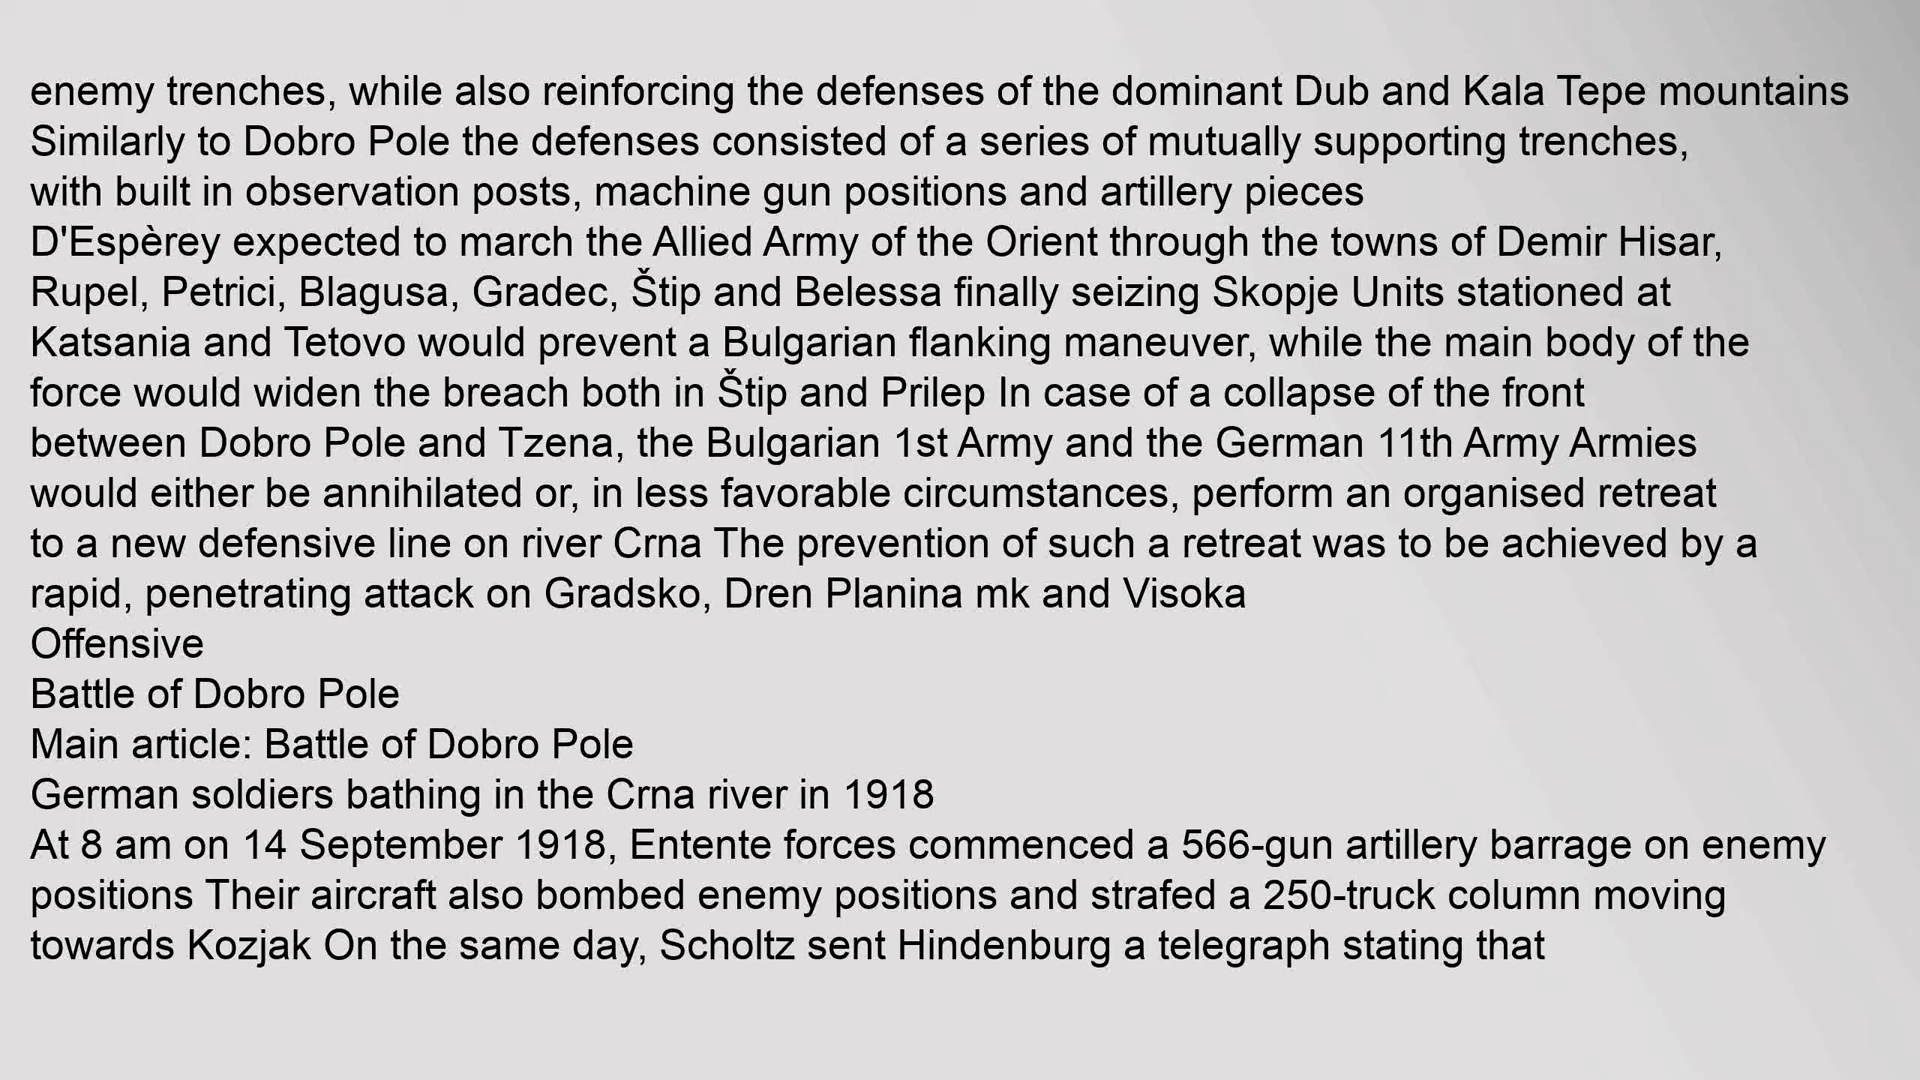 enemy trenches, while also reinforcing the defenses of the dominant Dub and Kala Tepe mountains
Similarly to Dobro Pole the defenses consisted of a series of mutually supporting trenches,
with built in observation posts, machine gun positions and artillery pieces
D'Espèrey expected to march the Allied Army of the Orient through the towns of Demir Hisar,
Rupel, Petrici, Blagusa, Gradec, Štip and Belessa finally seizing Skopje Units stationed at
Katsania and Tetovo would prevent a Bulgarian flanking maneuver, while the main body of the
force would widen the breach both in Štip and Prilep In case of a collapse of the front
between Dobro Pole and Tzena, the Bulgarian 1st Army and the German 11th Army Armies
would either be annihilated or, in less favorable circumstances, perform an organised retreat
to a new defensive line on river Crna The prevention of such a retreat was to be achieved by a
rapid, penetrating attack on Gradsko, Dren Planina mk and Visoka
Offensive
Battle of Dobro Pole
Main article: Battle of Dobro Pole
German soldiers bathing in the Crna river in 1918
At 8 am on 14 September 1918, Entente forces commenced a 566-gun artillery barrage on enemy
positions Their aircraft also bombed enemy positions and strafed a 250-truck column moving
towards Kozjak On the same day, Scholtz sent Hindenburg a telegraph stating that